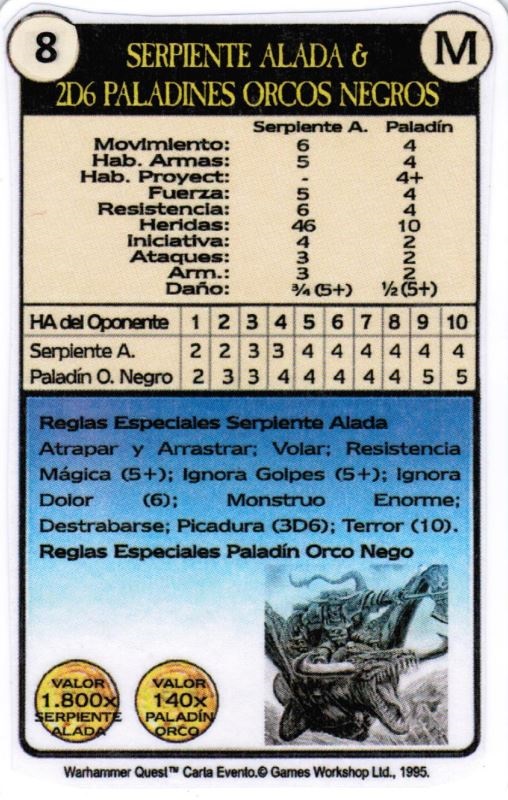 8
M
SERPIENTE ALADA &
2D6 PALADINES ORCOS NEGROS
Serpiente A. Paladín
Movimiento: 6 4
Hab. Armas: 5 4
Hab. Proyect: - 4+
Fuerza: 5 4
Resistencia: 6 4
Heridas: 46 10
Iniciativa: 4 2
Ataques: 3 2
Arm.: 3 2
Daño: ¾ (5+) ½ (5+)
HA del Oponente 1 2 3 4 5 6 7 8 9 10
Serpiente A. 2 2 3 3 4 4 4 4 4 4
Paladín O. Negro 2 3 3 4 4 4 4 4 5 5
Reglas Especiales Serpiente Alada
Atrapar y Arrastrar; Volar; Resistencia
Mágica (5+); Ignora Golpes (5+); Ignora
Dolor (6); Monstruo Enorme;
Destrabarse; Picadura (3D6); Terror (10).
Reglas Especiales Paladín Orco Nego
VALOR
1.800x
SERPIENTE
ALADA
VALOR
140x
PALADÍN
ORCO
Warhammer Quest™ Carta Evento.© Games Workshop Ltd., 1995.